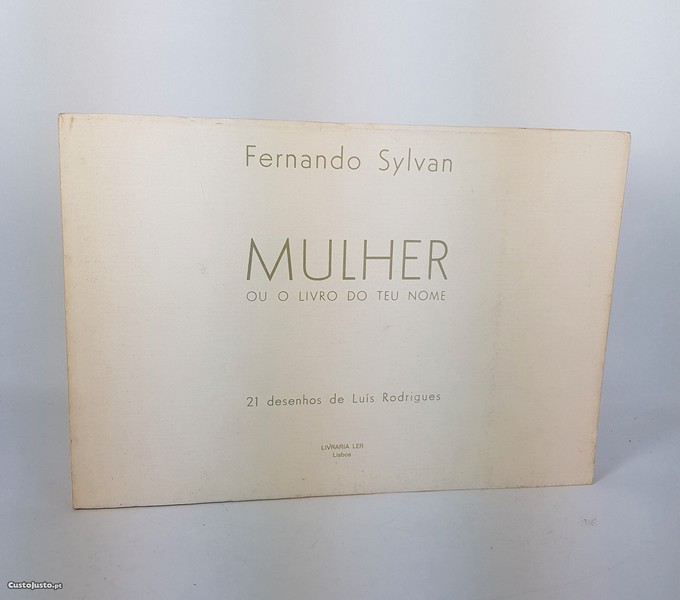 Fernando Sylvan
MULHER
OU O LIVRO DO TEU NOME
21 desenhos de Luís Rodrigues
LIVRARIA LER
Lisboa
CustoJusto.pt